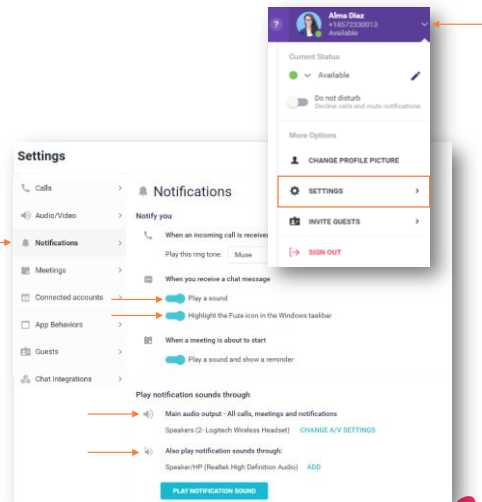 ?
Alma Diaz
+18572330013
Available
Current Status
Available
Do not disturb
Decline calls and mute notifications
More Options
CHANGE PROFILE PICTURE
SETTINGS
INVITE GUESTS
SIGN OUT
Settings
Calls
Audio/Video
Notifications
Meetings
Connected accounts
App Behaviors
Guests
Chat Integrations
Notifications
Notify you
When an incoming call is receive
Play this ring tone: Muse
When you receive a chat message
Play a sound
Highlight the Fuze icon in the Windows taskbar
When a meeting is about to start
Play a sound and show a reminder
Play notification sounds through
Main audio output - All calls, meetings and notifications
Speakers (2- Logitech Wireless Headset) CHANGE A/V SETTINGS
Also play notification sounds through:
Speaker/HP (Realtek High Definition Audio) ADD
PLAY NOTIFICATION SOUND